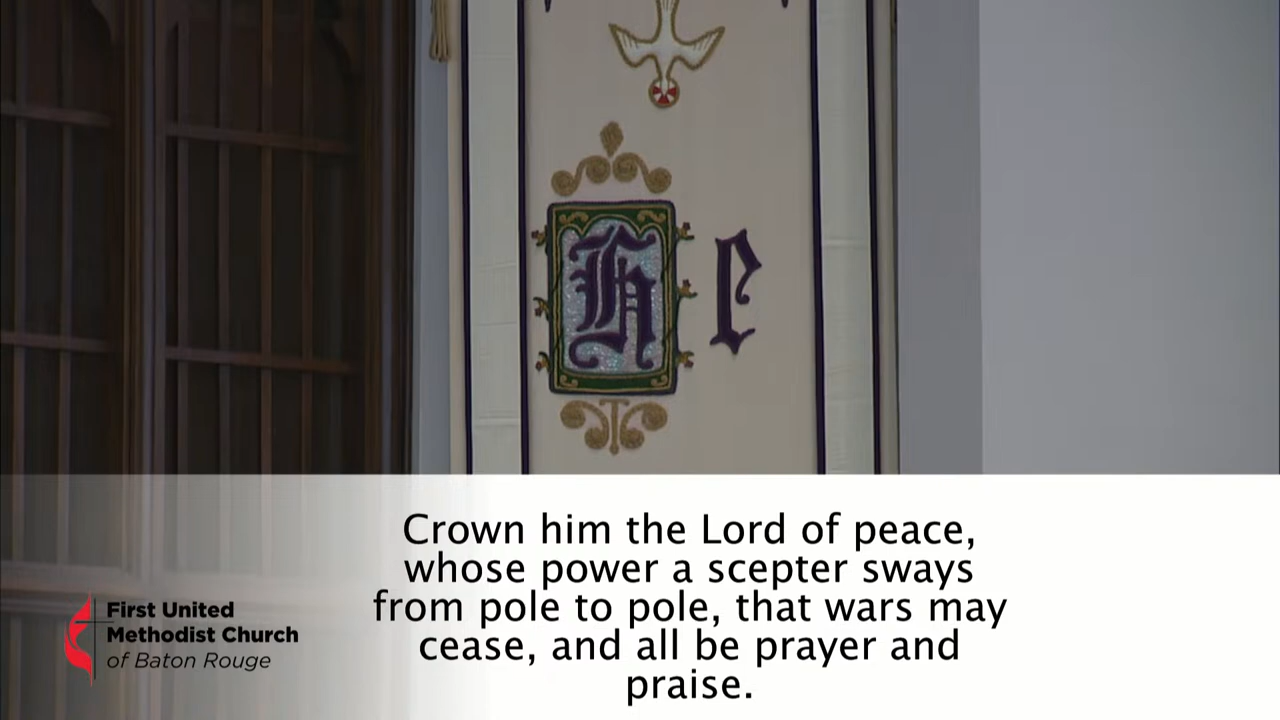 He
Crown him the Lord of peace,
whose power a scepter sways
from pole to pole, that wars may
cease, and all be prayer and
praise.
First United
Methodist Church
of Baton Rouge